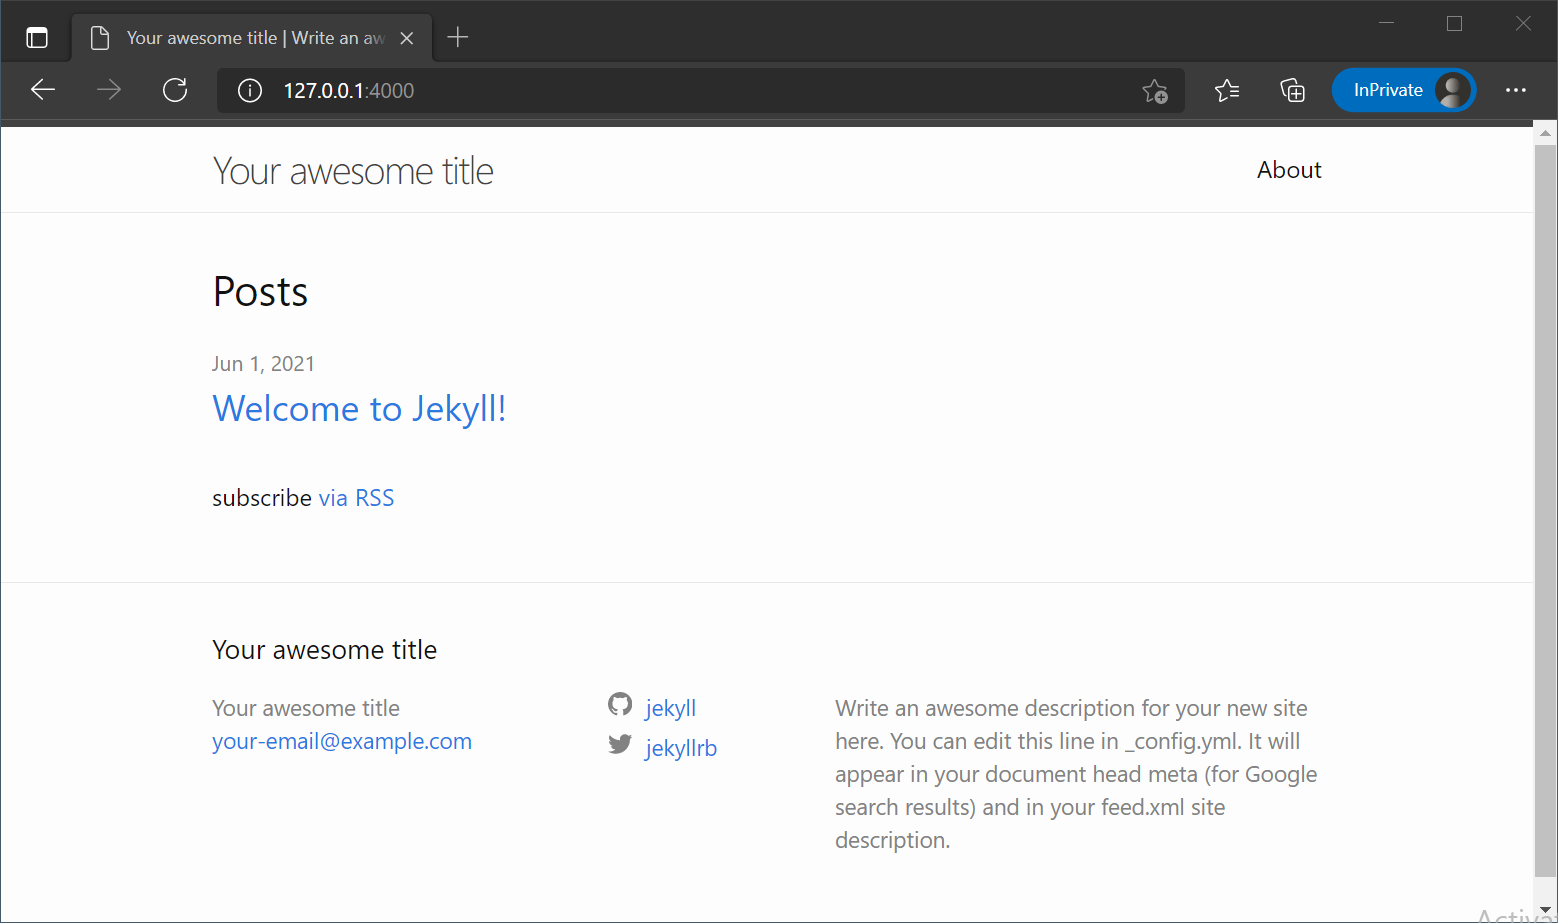 Your awesome title | Write an aw
127.0.0.1:4000
InPrivate
Your awesome title
About
Posts
Jun 1, 2021
Welcome to Jekyll!
subscribe via RSS
Your awesome title
Your awesome title
your-email@example.com
jekyll
jekyllrb
Write an awesome description for your new site
here. You can edit this line in _config.yml. It will
appear in your document head meta (for Google
search results) and in your feed.xml site
description.